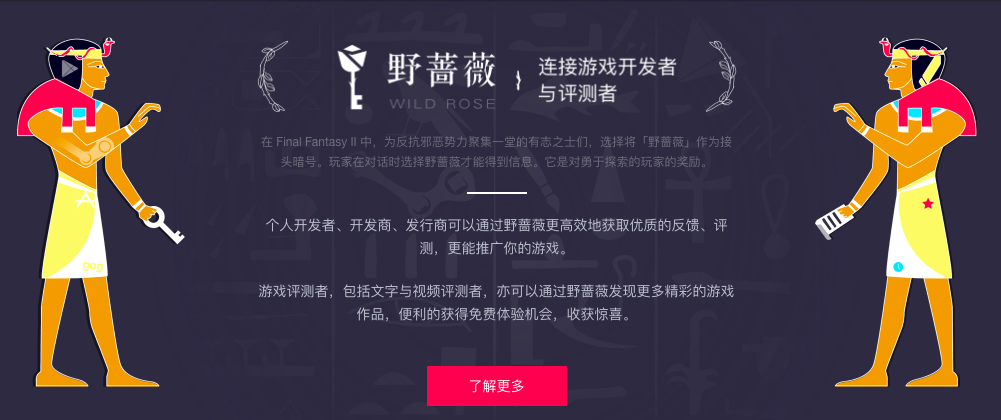 野蔷薇
WILD ROSE
连接游戏开发者
与评测者
在 Final Fantasy II 中，为反抗邪恶势力聚集一堂的有志之士们，选择将「野蔷薇」作为接
头暗号。玩家在对话时选择野蔷薇才能得到信息。它是对勇于探索的玩家的奖励。
个人开发者、开发商、发行商可以通过野蔷薇更高效地获取优质的反馈、评
测，更能推广你的游戏。
游戏评测者，包括文字与视频评测者，亦可以通过野蔷薇发现更多精彩的游戏
作品，便利的获得免费体验机会，收获惊喜。
gog
了解更多